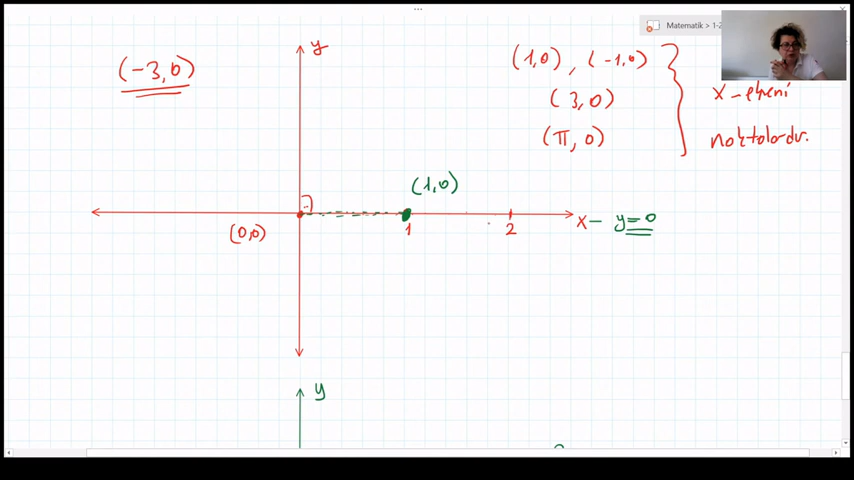 Matematik > 1-2
y
(-3,0)
(1,0) , (-1,0)
(3,0)
x-ekseni
(π, 0)
noktaları
(1,0)
(0,0)
1
2
x- y=0
y